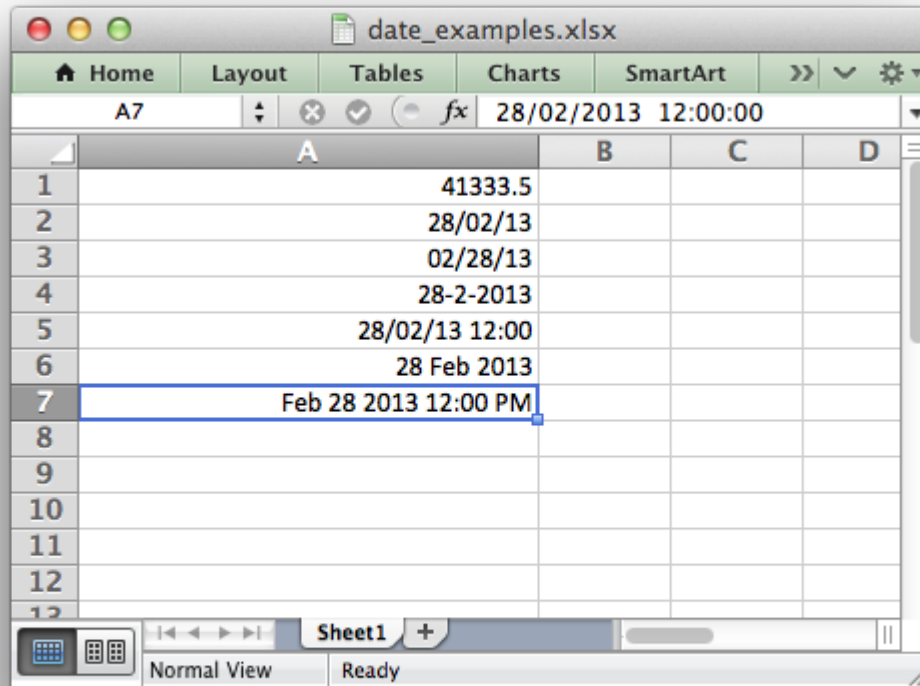 date_examples.xlsx
Home Layout Tables Charts SmartArt
A7 fx 28/02/2013 12:00:00
A B C D
1 41333.5
2 28/02/13
3 02/28/13
4 28-2-2013
5 28/02/13 12:00
6 28 Feb 2013
7 Feb 28 2013 12:00 PM
8
9
10
11
12
13
Sheet1
Normal View Ready